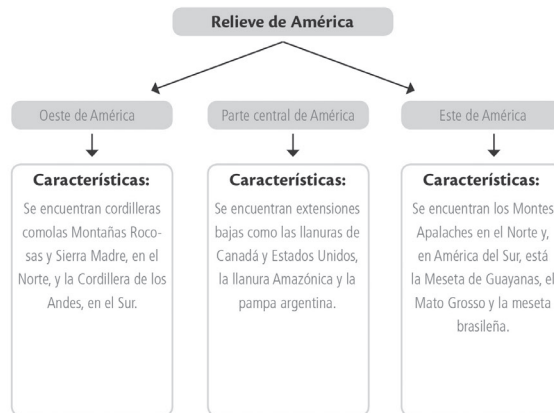 Relieve de América
Oeste de América
Parte central de América
Este de América
Características:
Se encuentran cordilleras
comolas Montañas Roco-
sas y Sierra Madre, en el
Norte, y la Cordillera de los
Andes, en el Sur.
Características:
Se encuentran extensiones
bajas como las llanuras de
Canadá y Estados Unidos,
la llanura Amazónica y la
pampa argentina.
Características:
Se encuentran los Montes
Apalaches en el Norte y,
en América del Sur, está
la Meseta de Guayanas, el
Mato Grosso y la meseta
brasileña.